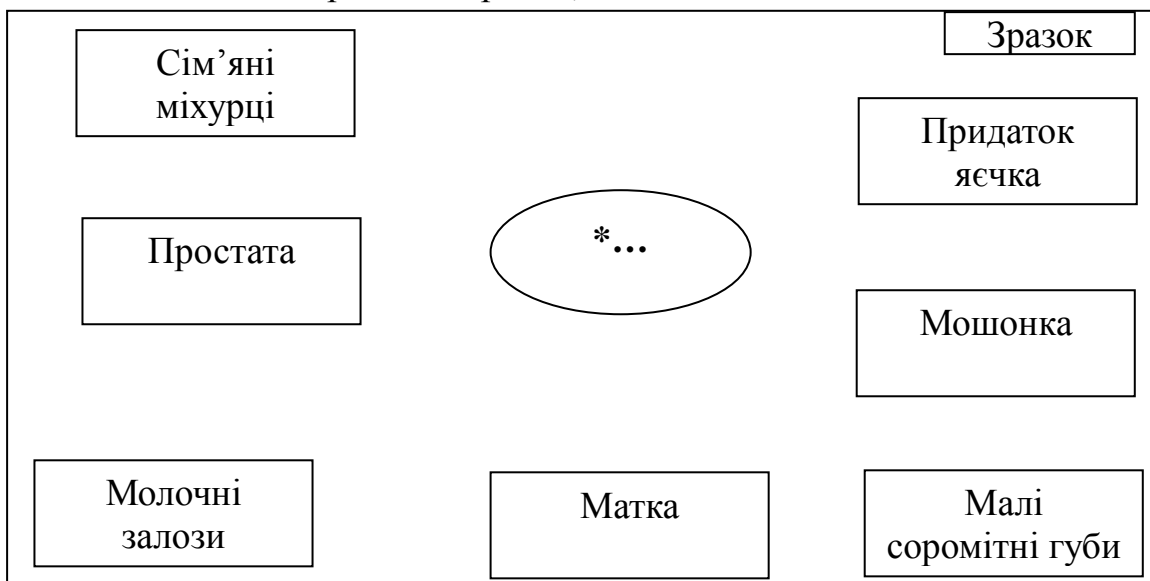 Зразок
Сім’яні
міхурці
Придаток
яєчка
Простата
*...
Мошонка
Молочні
залози
Матка
Малі
соромітні губи